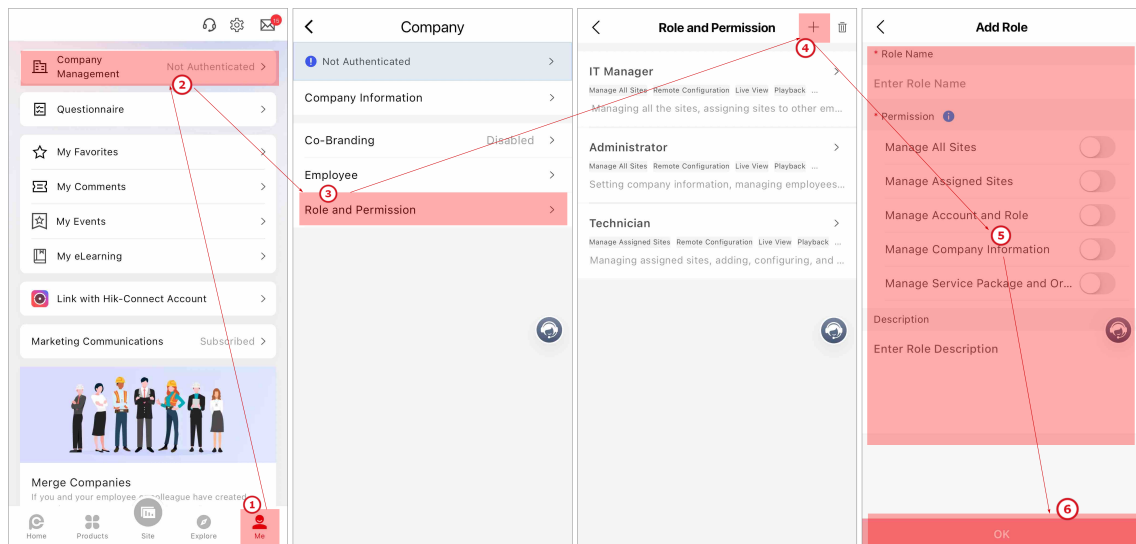 16
Company
Management
Not Authenticated >
2
Questionnaire >
My Favorites >
My Comments >
My Events >
My eLearning >
Link with Hik-Connect Account >
Marketing Communications Subscribed >
Merge Companies
If you and your employee or colleague have created
1
Home Products Site Explore Me
< Company
Not Authenticated >
Company Information >
Co-Branding Disabled >
Employee >
3
Role and Permission >
< Role and Permission +
4
IT Manager >
Manage All Sites Remote Configuration Live View Playback ...
Managing all the sites, assigning sites to other em...
Administrator >
Manage All Sites Remote Configuration Live View Playback ...
Setting company information, managing employees...
Technician >
Manage Assigned Sites Remote Configuration Live View Playback ...
Managing assigned sites, adding, configuring, and ...
< Add Role
* Role Name
Enter Role Name
* Permission i
Manage All Sites
Manage Assigned Sites
Manage Account and Role
5
Manage Company Information
Manage Service Package and Or...
Description
Enter Role Description
6
OK